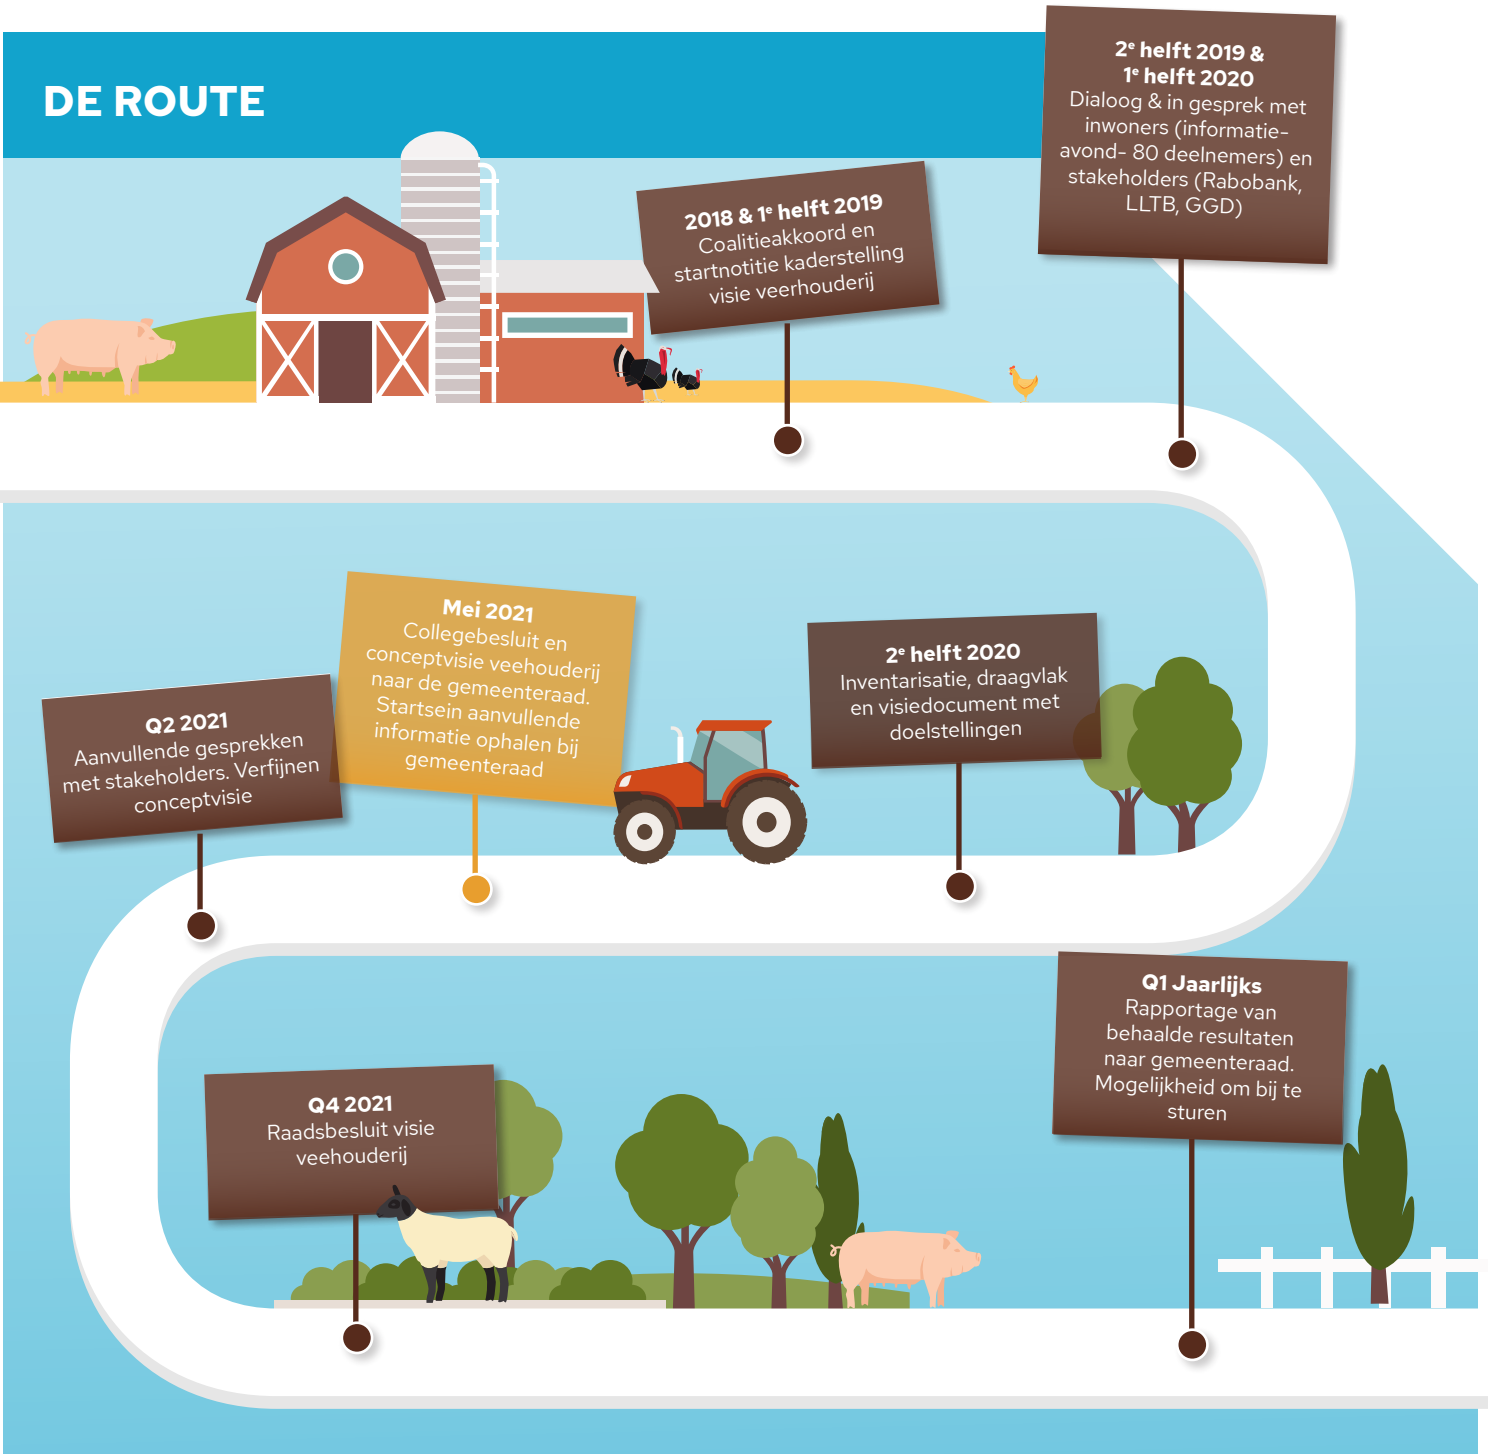 DE ROUTE
2018 & 1e helft 2019
Coalitieakkoord en
startnotitie kaderstelling
visie veerhouderij
2e helft 2019 &
1e helft 2020
Dialoog & in gesprek met
inwoners (informatie-
avond- 80 deelnemers) en
stakeholders (Rabobank,
LLTB, GGD)
2e helft 2020
Inventarisatie, draagvlak
en visiedocument met
doelstellingen
Mei 2021
Collegebesluit en
conceptvisie veehouderij
naar de gemeenteraad.
Startsein aanvullende
informatie ophalen bij
gemeenteraad
Q2 2021
Aanvullende gesprekken
met stakeholders. Verfijnen
conceptvisie
Q4 2021
Raadsbesluit visie
veehouderij
Q1 Jaarlijks
Rapportage van
behaalde resultaten
naar gemeenteraad.
Mogelijkheid om bij te
sturen